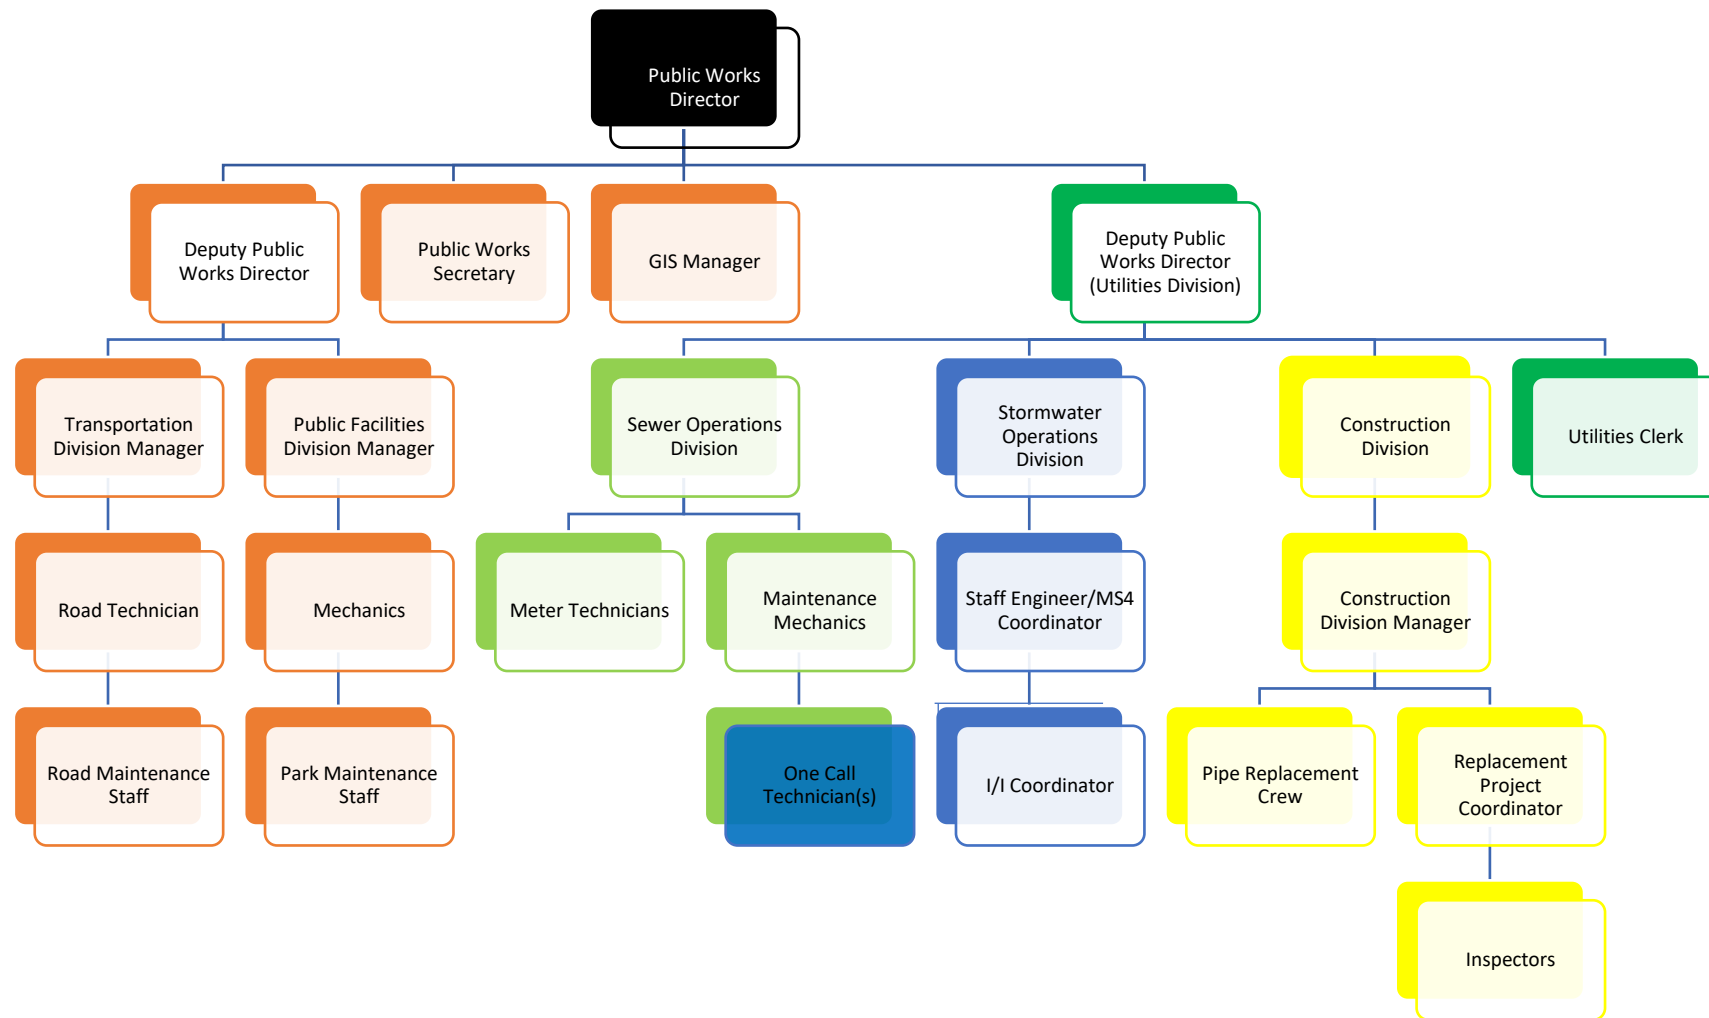 Public Works
Director
Deputy Public
Works Director
Public Works
Secretary
GIS Manager
Deputy Public
Works Director
(Utilities Division)
Transportation
Division Manager
Public Facilities
Division Manager
Sewer Operations
Division
Stormwater
Operations
Division
Construction
Division
Utilities Clerk
Road Technician
Mechanics
Meter Technicians
Maintenance
Mechanics
Staff Engineer/MS4
Coordinator
Construction
Division Manager
Road Maintenance
Staff
Park Maintenance
Staff
One Call
Technician(s)
I/I Coordinator
Pipe Replacement
Crew
Replacement
Project
Coordinator
Inspectors